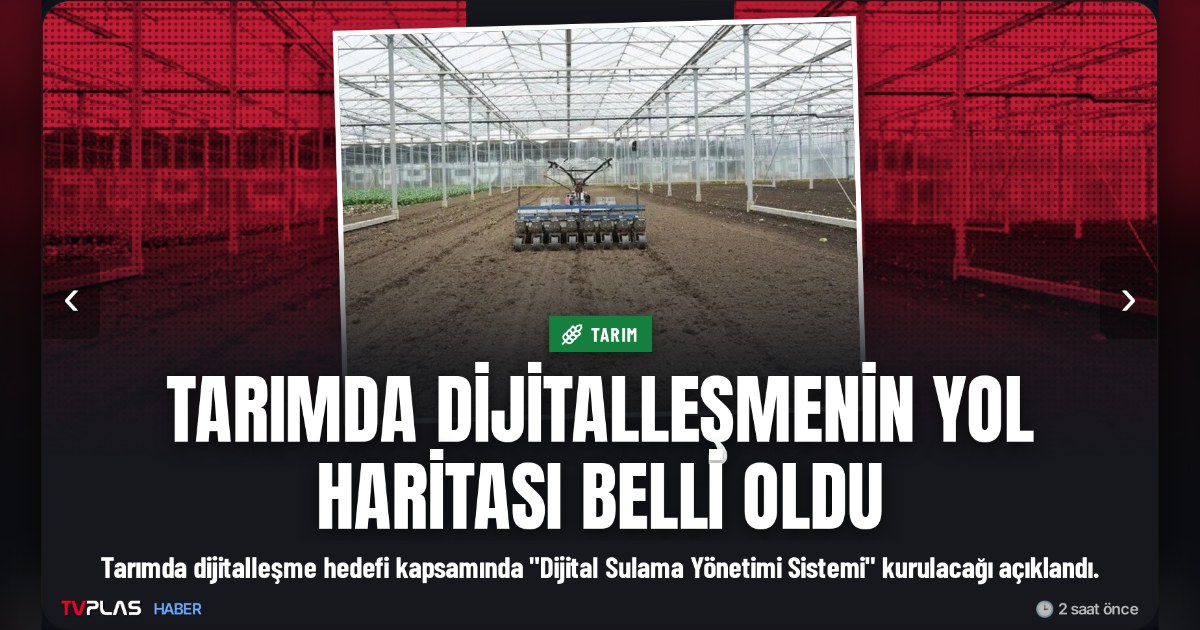 TARIM
TARIMDA DİJİTALLEŞMENİN YOL
HARİTASI BELLİ OLDU
Tarımda dijitalleşme hedefi kapsamında "Dijital Sulama Yönetimi Sistemi" kurulacağı açıklandı.
TVPLAS HABER
2 saat önce